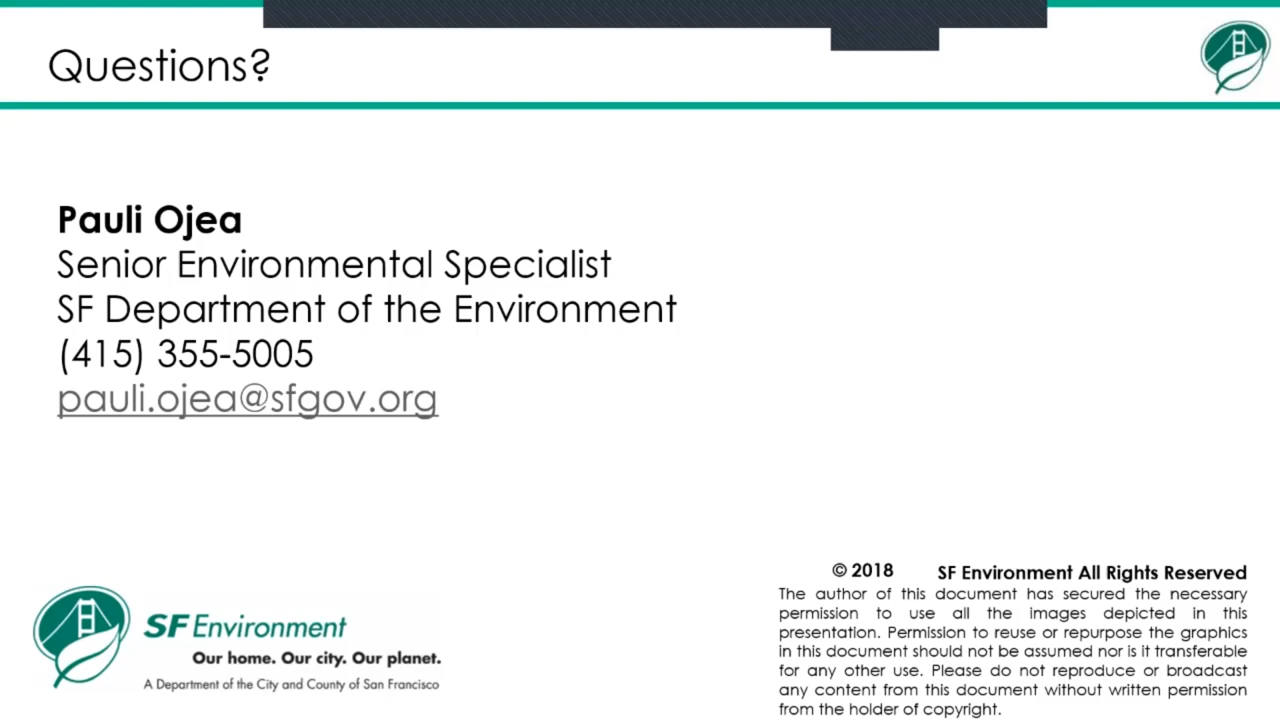 Questions?
Pauli Ojea
Senior Environmental Specialist
SF Department of the Environment
(415) 355-5005
pauli.ojea@sfgov.org
SF Environment
Our home. Our city. Our planet.
A Department of the City and County of San Francisco
© 2018 SF Environment All Rights Reserved
The author of this document has secured the necessary
permission to use all the images depicted in this
presentation. Permission to reuse or repurpose the graphics
in this document should not be assumed nor is it transferable
for any other use. Please do not reproduce or broadcast
any content from this document without written permission
from the holder of copyright.